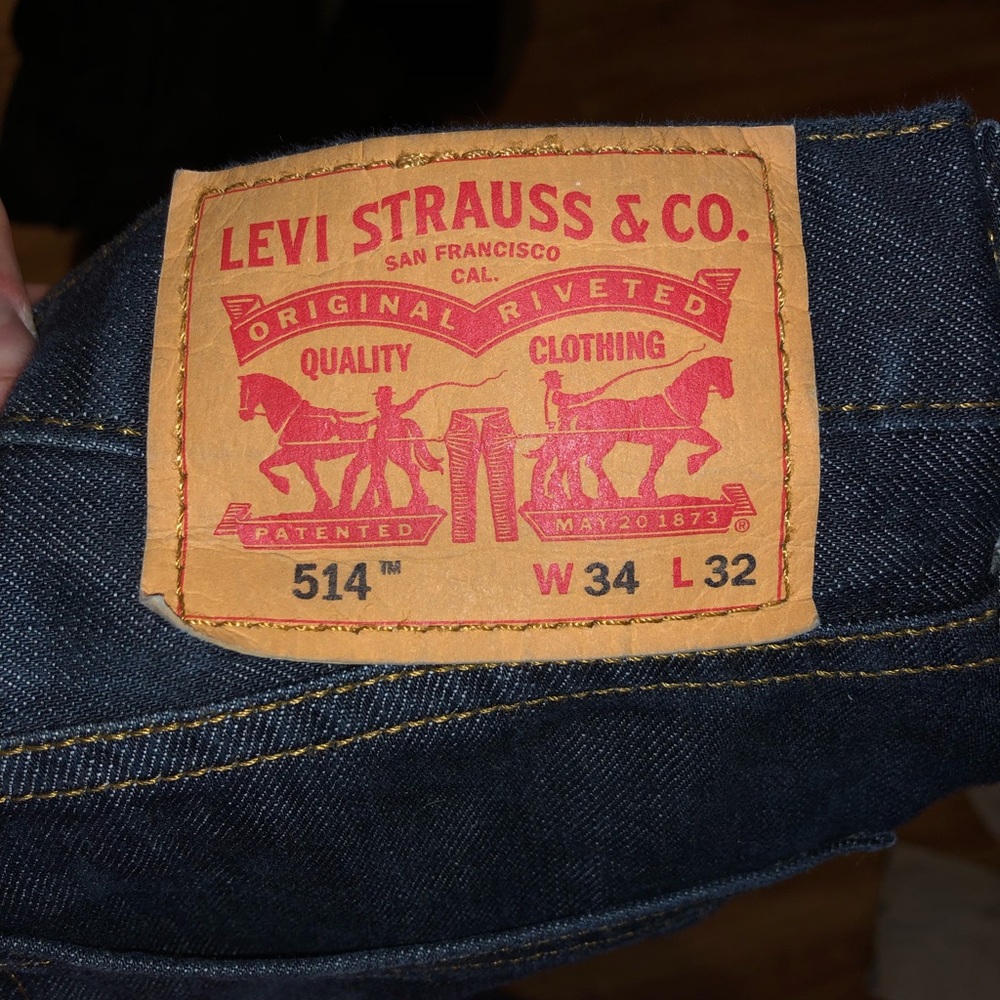 LEVI STRAUSS & CO.
SAN FRANCISCO
CAL.
ORIGINAL RIVETED
QUALITY CLOTHING
PATENTED MAY 20 1873 ®
514™ W 34 L 32